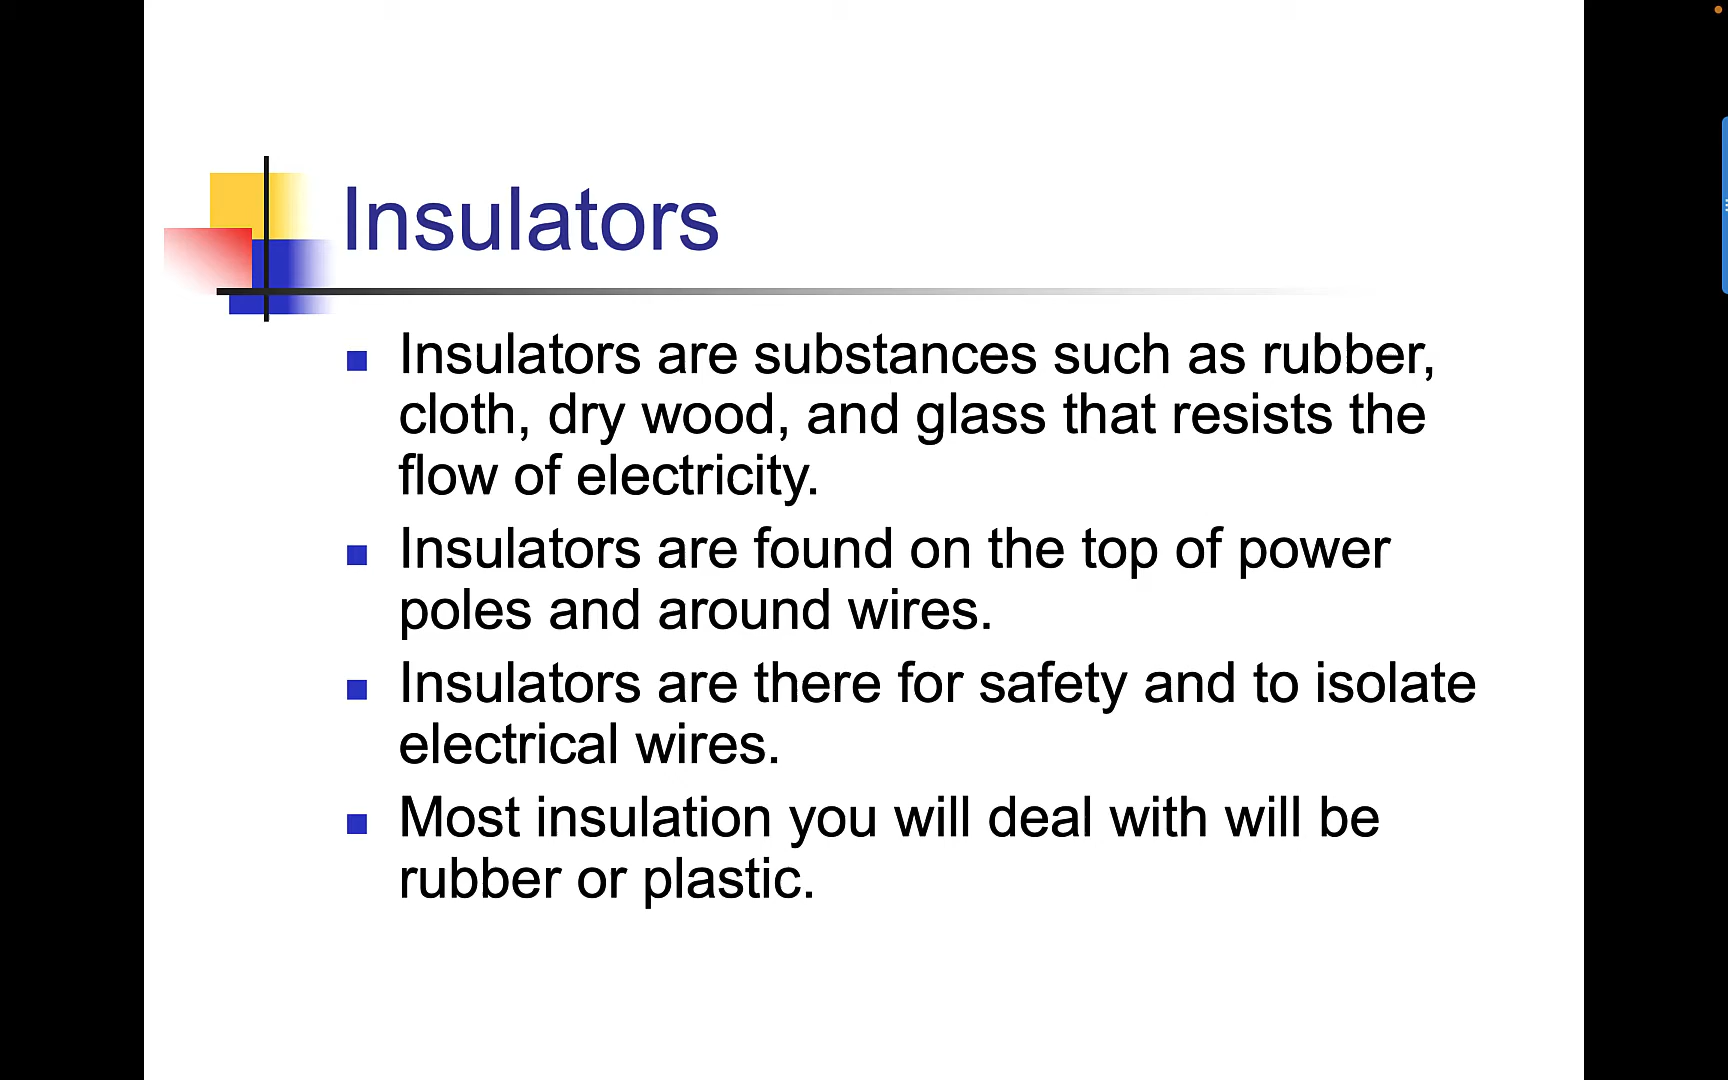 Insulators
Insulators are substances such as rubber,
cloth, dry wood, and glass that resists the
flow of electricity.
Insulators are found on the top of power
poles and around wires.
Insulators are there for safety and to isolate
electrical wires.
Most insulation you will deal with will be
rubber or plastic.